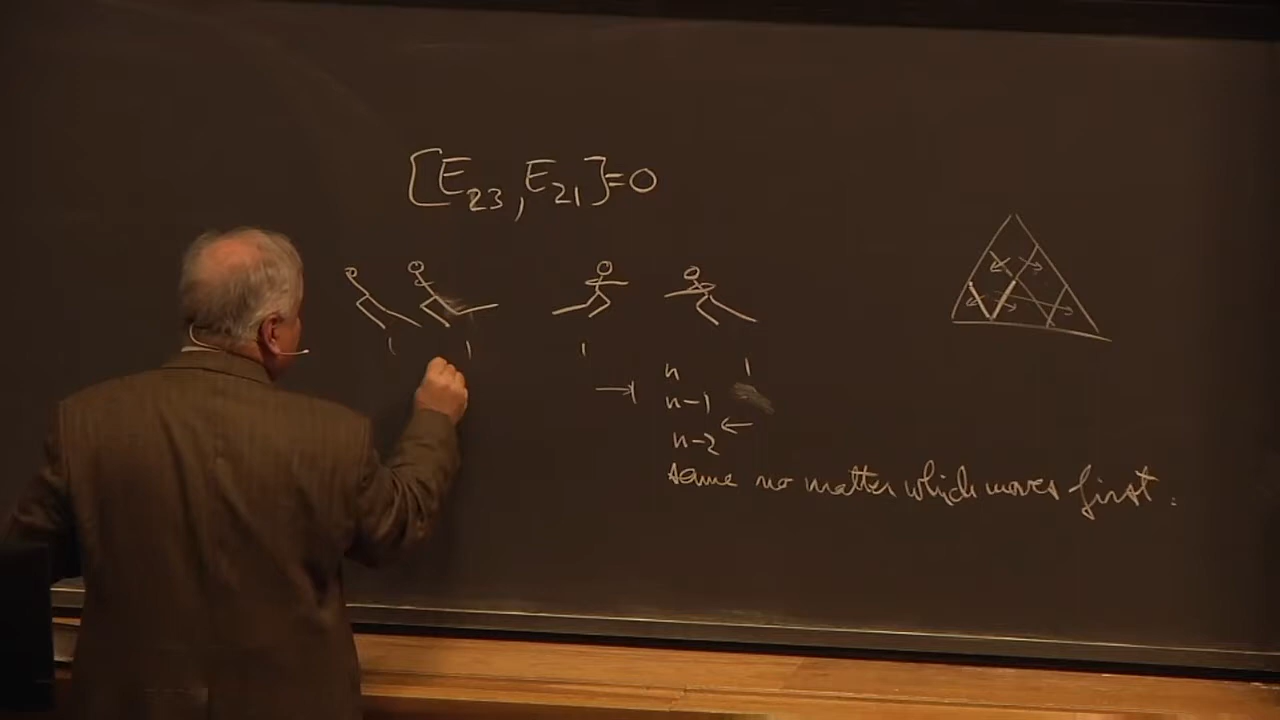 [E₂₃, E₂₁]=0
1 1 1 1
n
n-1
n-2 ←
same no matter which moves first.